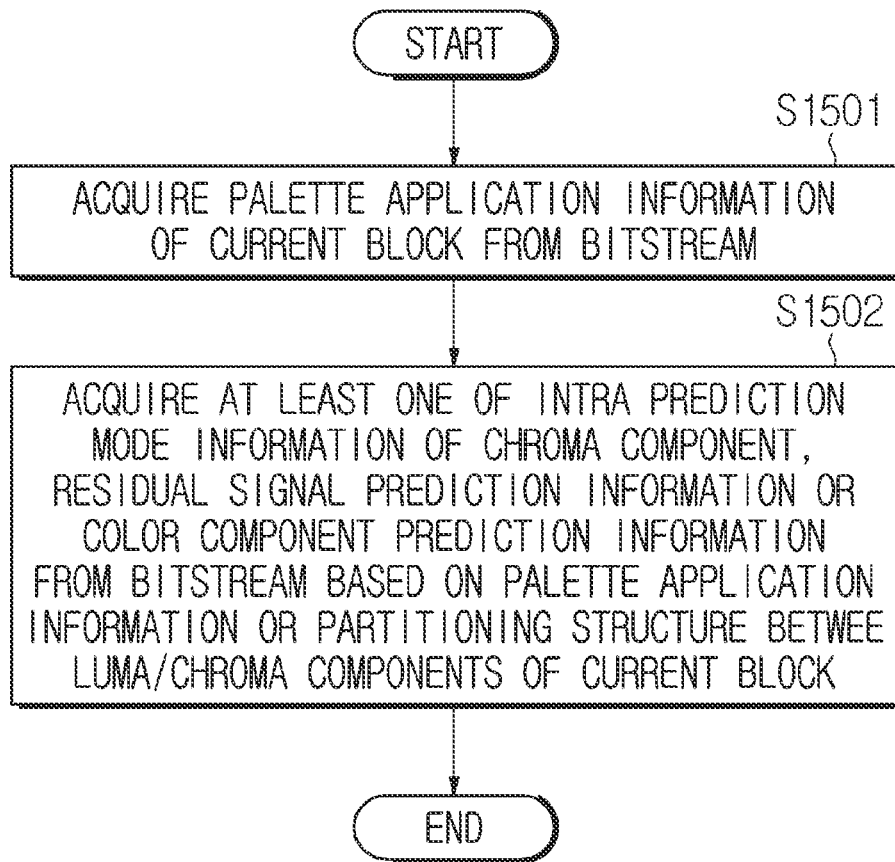 START
S1501
ACQUIRE PALETTE APPLICATION INFORMATION
OF CURRENT BLOCK FROM BITSTREAM
S1502
ACQUIRE AT LEAST ONE OF INTRA PREDICTION
MODE INFORMATION OF CHROMA COMPONENT,
RESIDUAL SIGNAL PREDICTION INFORMATION OR
COLOR COMPONENT PREDICTION INFORMATION
FROM BITSTREAM BASED ON PALETTE APPLICATION
INFORMATION OR PARTITIONING STRUCTURE BETWEE
LUMA/CHROMA COMPONENTS OF CURRENT BLOCK
END